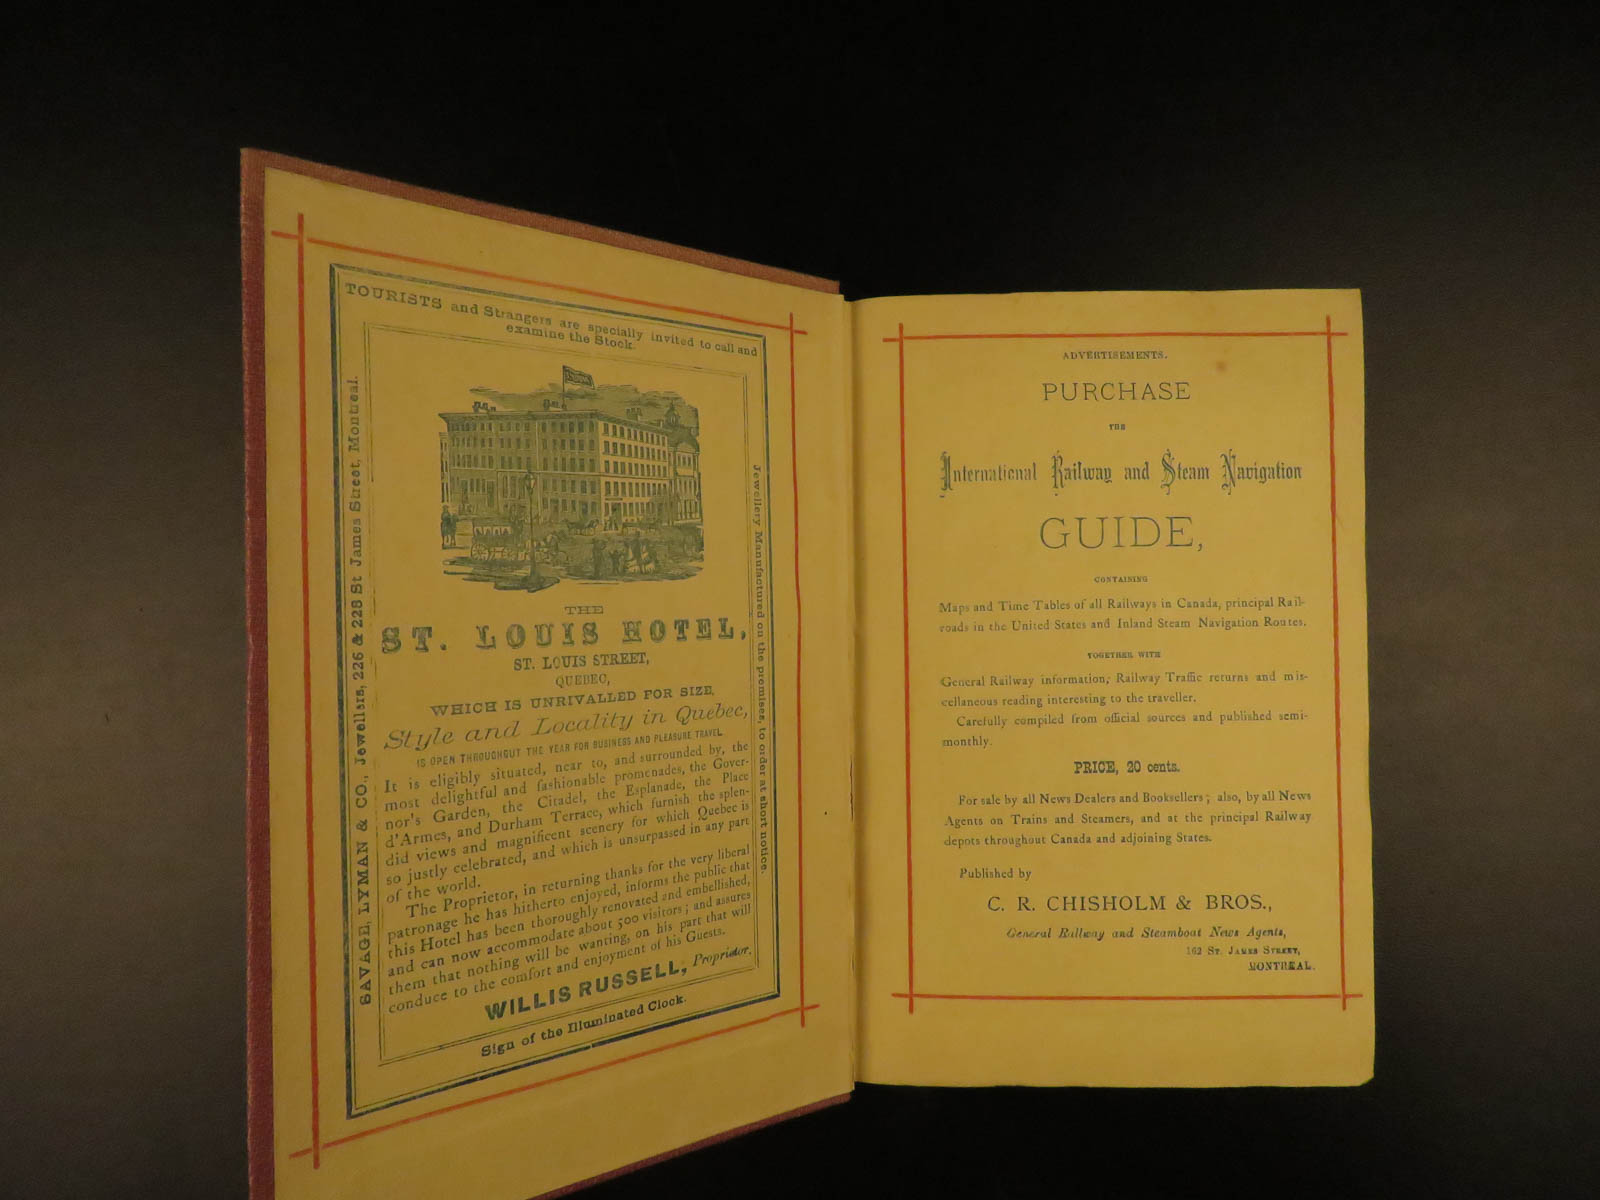 TOURISTS and Strangers are specially invited to call and
examine the Stock.
SAVAGE, LYMAN & CO., Jewellers, 226 & 228 St James Street, Montreal.
Jewellery Manufactured on the premises, to order at short notice.
THE
ST. LOUIS HOTEL,
ST. LOUIS STREET,
QUEBEC,
WHICH IS UNRIVALLED FOR SIZE,
Style and Locality in Quebec,
IS OPEN THROUGHOUT THE YEAR FOR BUSINESS AND PLEASURE TRAVEL
It is eligibly situated, near to, and surrounded by, the
most delightful and fashionable promenades, the Gover-
nor's Garden, the Citadel, the Esplanade, the Place
d'Armes, and Durham Terrace, which furnish the splen-
did views and magnificent scenery for which Quebec is
so justly celebrated, and which is unsurpassed in any part
of the world.
The Proprietor, in returning thanks for the very liberal
patronage he has hitherto enjoyed, informs the public that
this Hotel has been thoroughly renovated and embellished,
and can now accommodate about 500 visitors; and assures
them that nothing will be wanting, on his part that will
conduce to the comfort and enjoyment of his Guests.
WILLIS RUSSELL, Proprietor.
Sign of the Illuminated Clock.
ADVERTISEMENTS.
PURCHASE
THE
International Railway and Steam Navigation
GUIDE,
CONTAINING
Maps and Time Tables of all Railways in Canada, principal Rail-
roads in the United States and Inland Steam Navigation Routes.
TOGETHER WITH
General Railway information, Railway Traffic returns and mis-
cellaneous reading interesting to the traveller.
Carefully compiled from official sources and published semi-
monthly.
PRICE, 20 cents.
For sale by all News Dealers and Booksellers; also, by all News
Agents on Trains and Steamers, and at the principal Railway
depots throughout Canada and adjoining States.
Published by
C. R. CHISHOLM & BROS.,
General Railway and Steamboat News Agents,
162 ST. JAMES STREET,
MONTREAL.